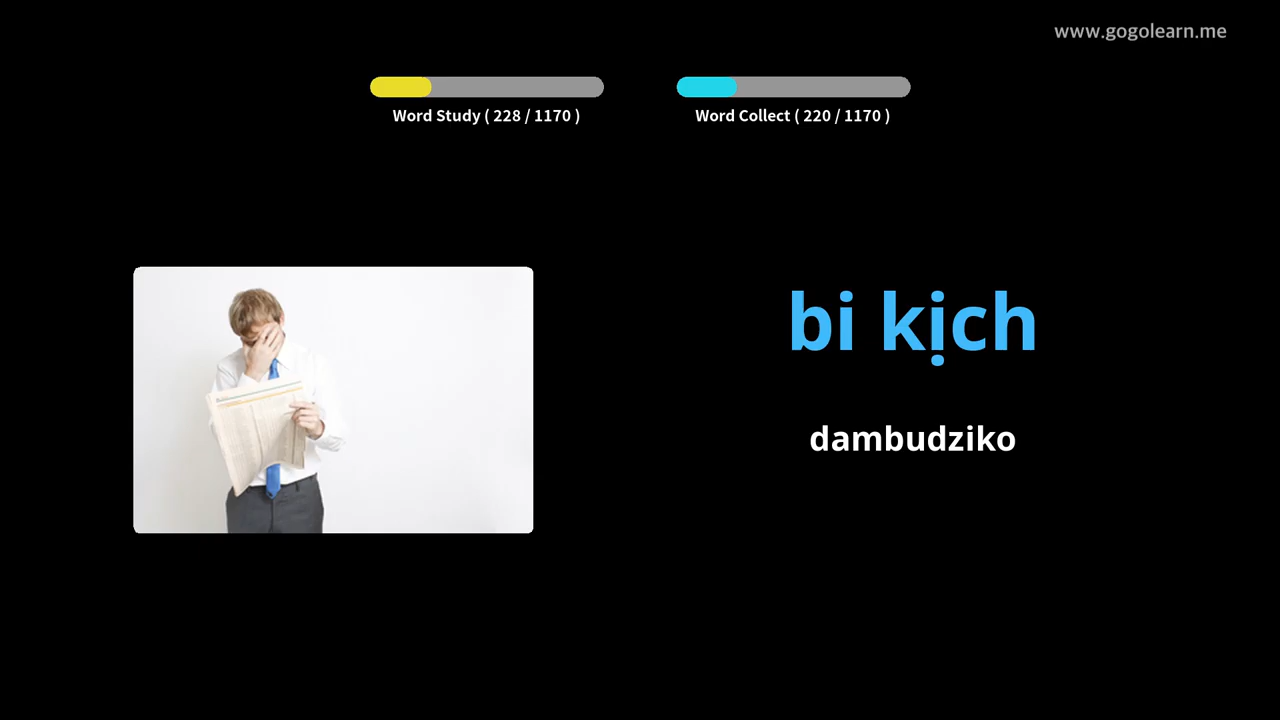 www.gogolearn.me
Word Study ( 228 / 1170 )
Word Collect ( 220 / 1170 )
bi kịch
dambudziko